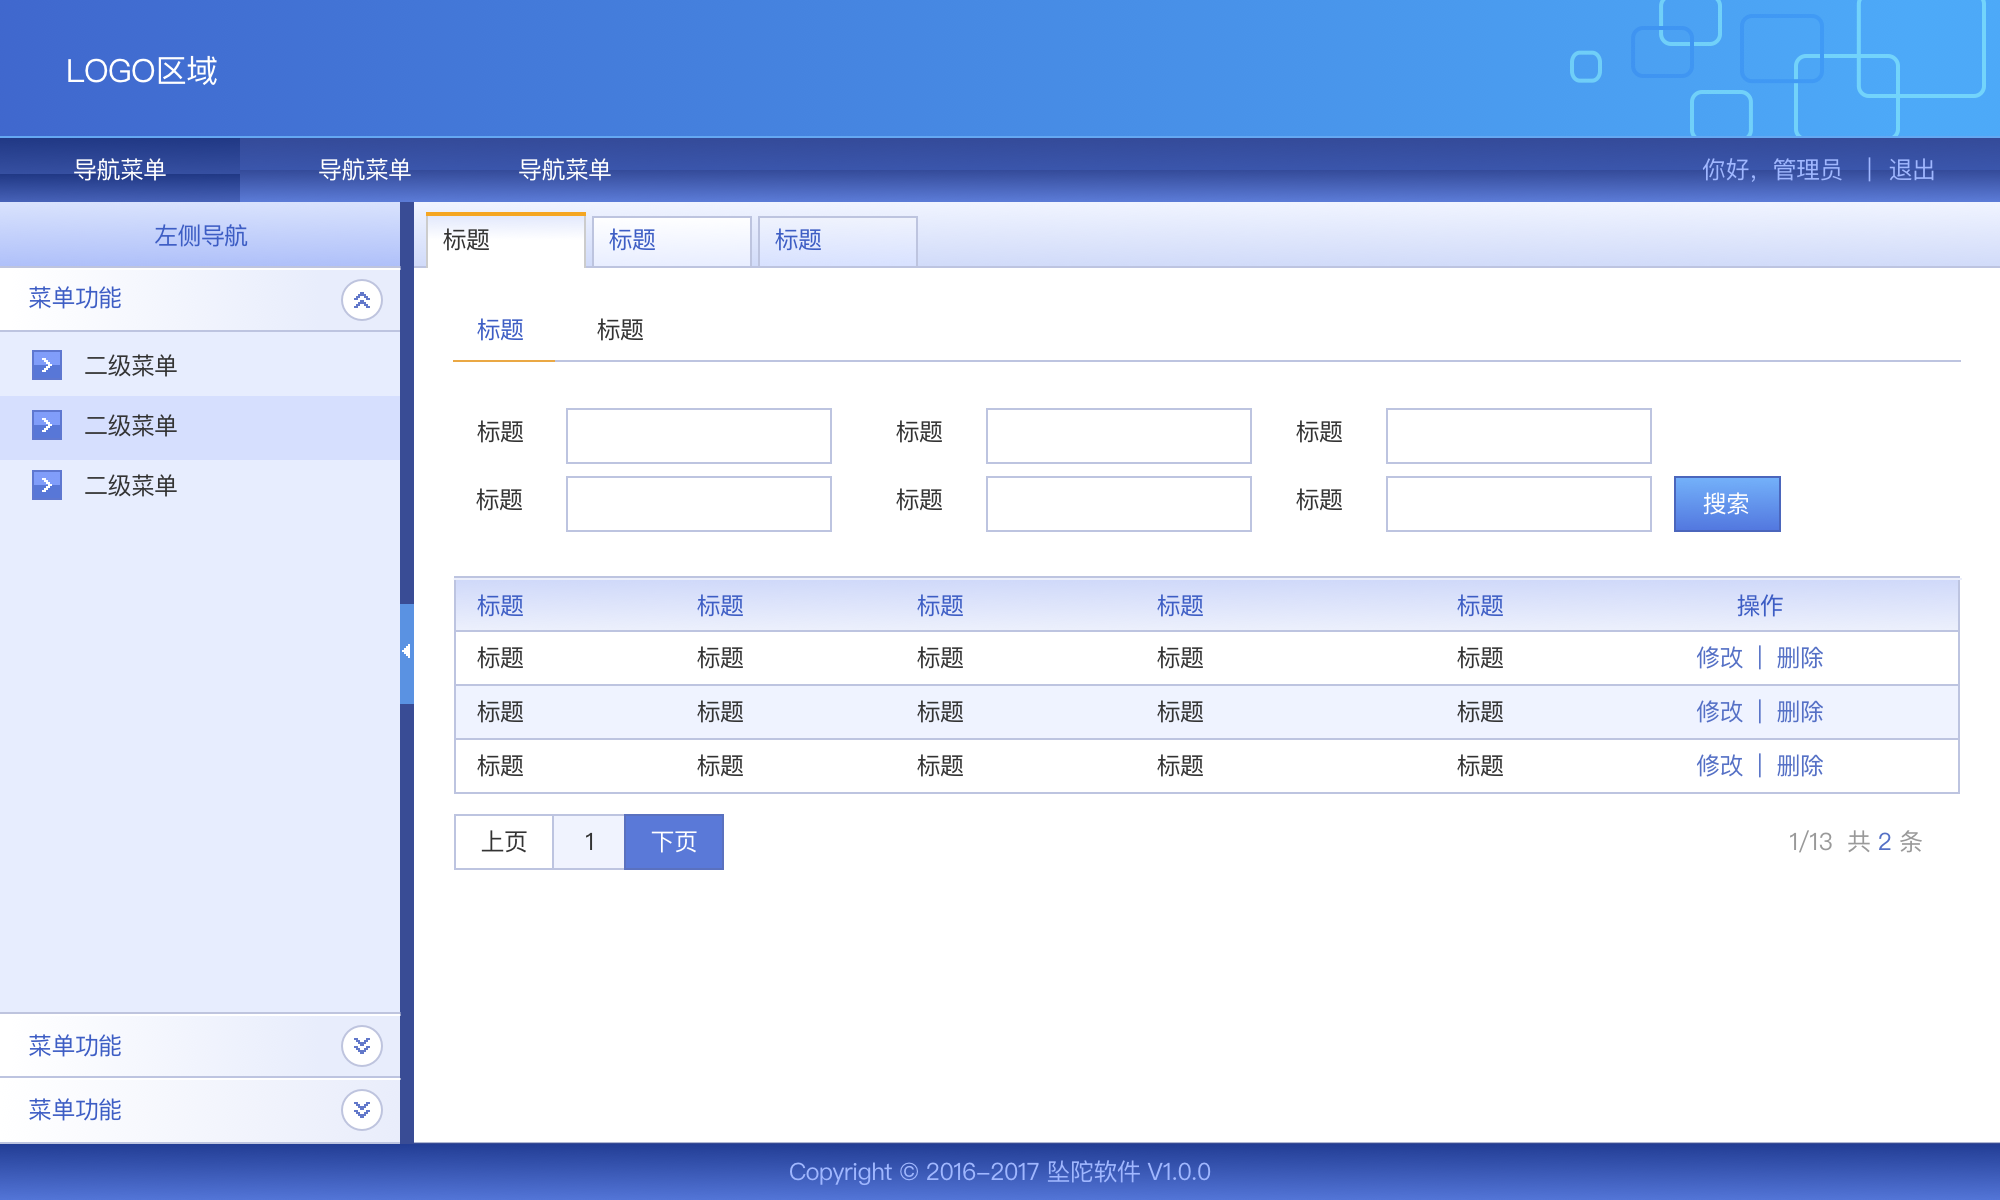 LOGO区域
导航菜单 导航菜单 导航菜单 你好，管理员 | 退出
左侧导航
标题 标题 标题
菜单功能
标题 标题
二级菜单
二级菜单
二级菜单
标题 标题 标题
标题 标题 标题 搜索
标题 标题 标题 标题 标题 操作
标题 标题 标题 标题 标题 修改 | 删除
标题 标题 标题 标题 标题 修改 | 删除
标题 标题 标题 标题 标题 修改 | 删除
上页 1 下页 1/13 共 2 条
菜单功能
菜单功能
Copyright © 2016-2017 坠陀软件 V1.0.0